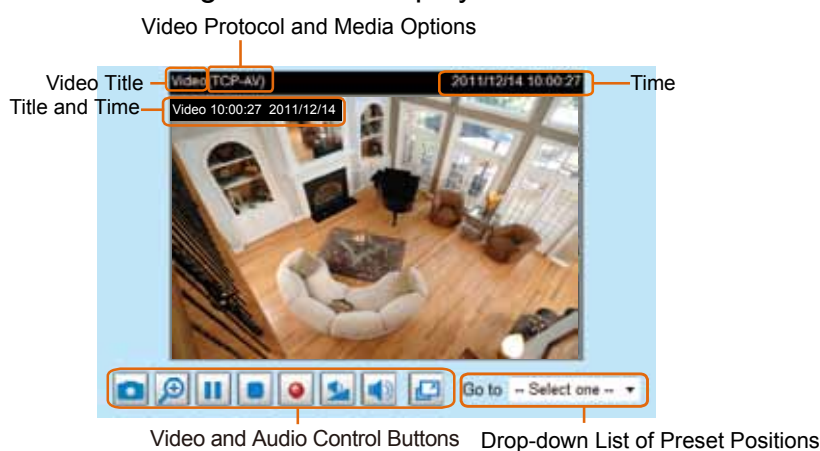 Video Protocol and Media Options
Video Title
Video (TCP-AV)
2011/12/14 10:00:27
Time
Title and Time
Video 10:00:27 2011/12/14
Go to
-- Select one --
Video and Audio Control Buttons
Drop-down List of Preset Positions